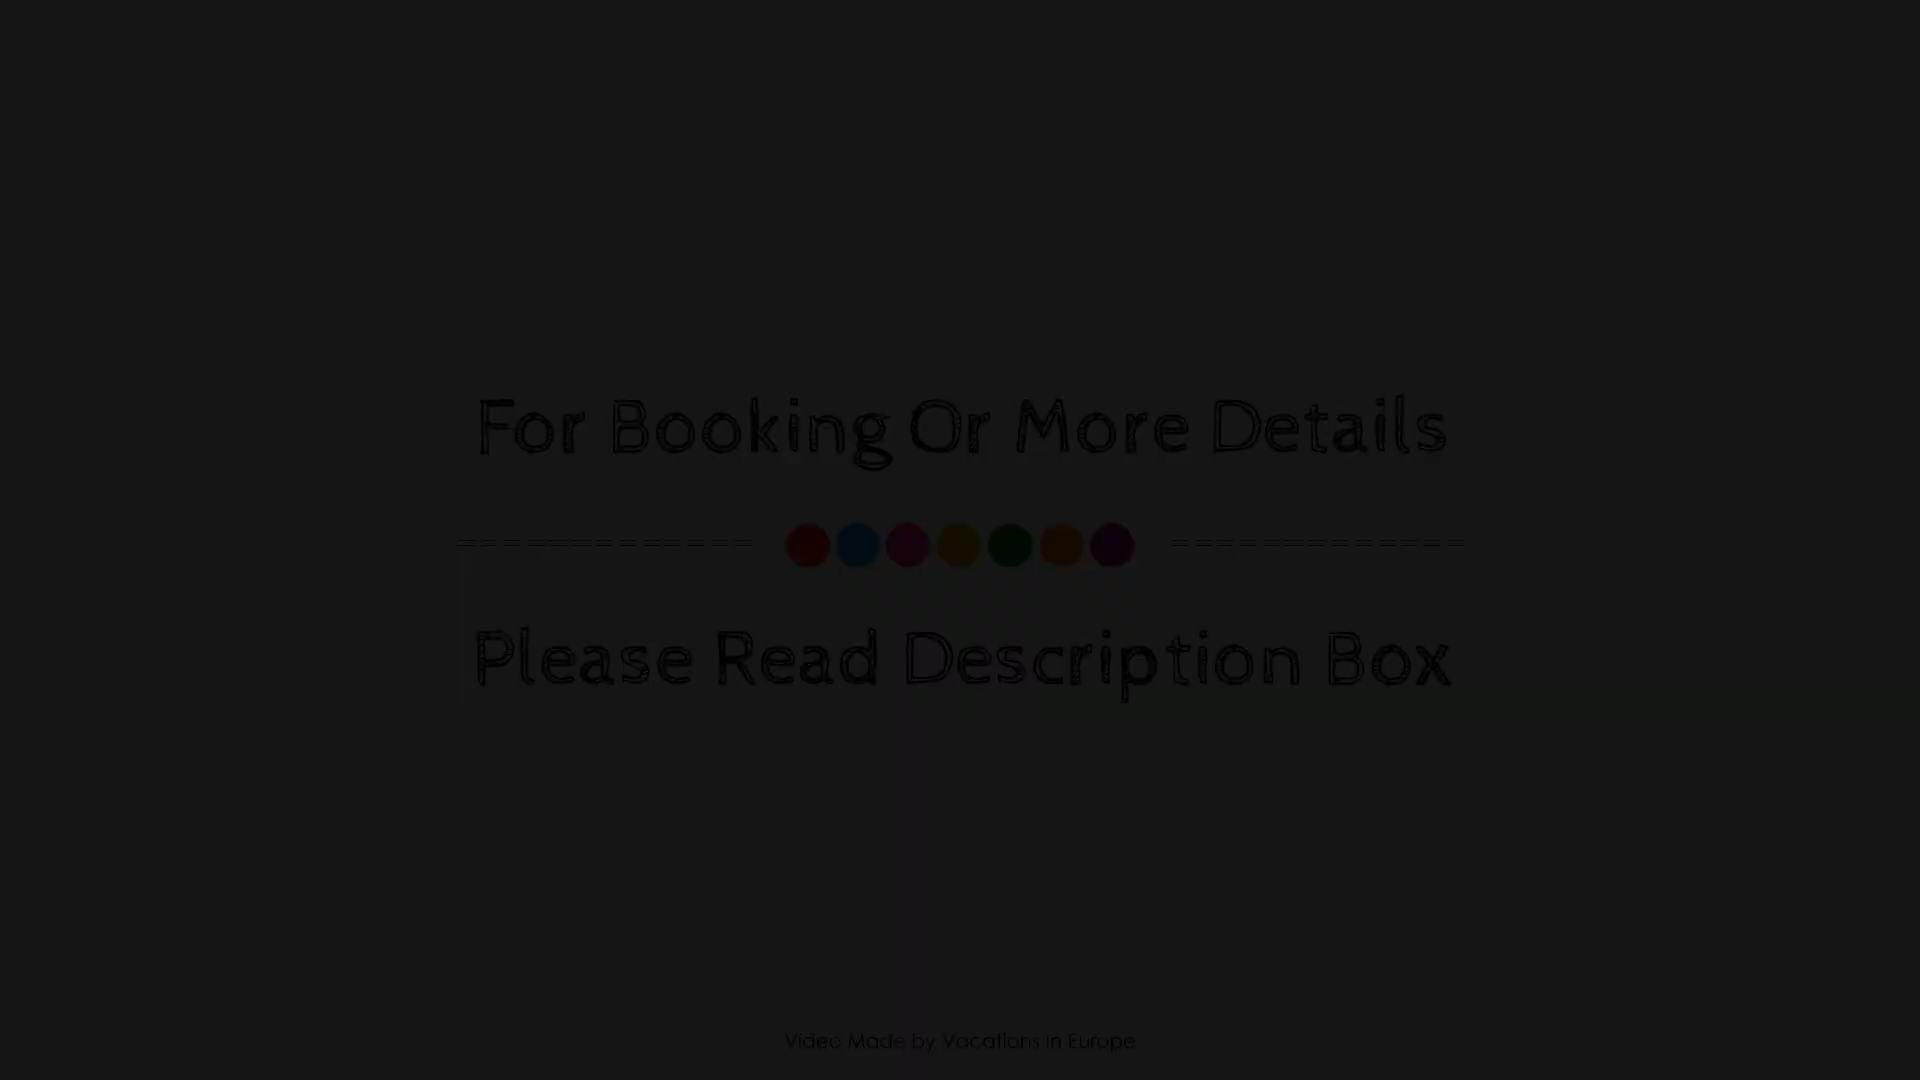 For Booking Or More Details
Please Read Description Box
Video Made by Vacations in Europe